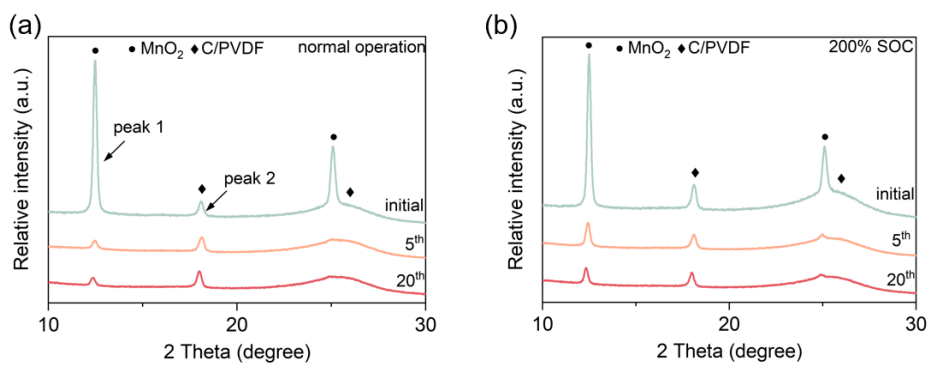 (a)
● MnO₂ ◆ C/PVDF normal operation
peak 1
peak 2
initial
5th
20th
Relative intensity (a.u.)
10 20 30
2 Theta (degree)
(b)
● MnO₂ ◆ C/PVDF 200% SOC
initial
5th
20th
Relative intensity (a.u.)
10 20 30
2 Theta (degree)